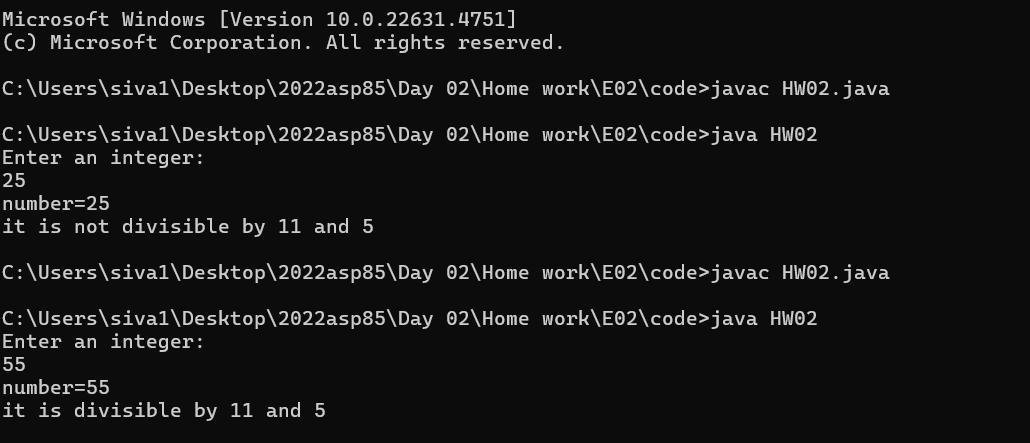 Microsoft Windows [Version 10.0.22631.4751]
(c) Microsoft Corporation. All rights reserved.
C:\Users\siva1\Desktop\2022asp85\Day 02\Home work\E02\code>javac HW02.java
C:\Users\siva1\Desktop\2022asp85\Day 02\Home work\E02\code>java HW02
Enter an integer:
25
number=25
it is not divisible by 11 and 5
C:\Users\siva1\Desktop\2022asp85\Day 02\Home work\E02\code>javac HW02.java
C:\Users\siva1\Desktop\2022asp85\Day 02\Home work\E02\code>java HW02
Enter an integer:
55
number=55
it is divisible by 11 and 5